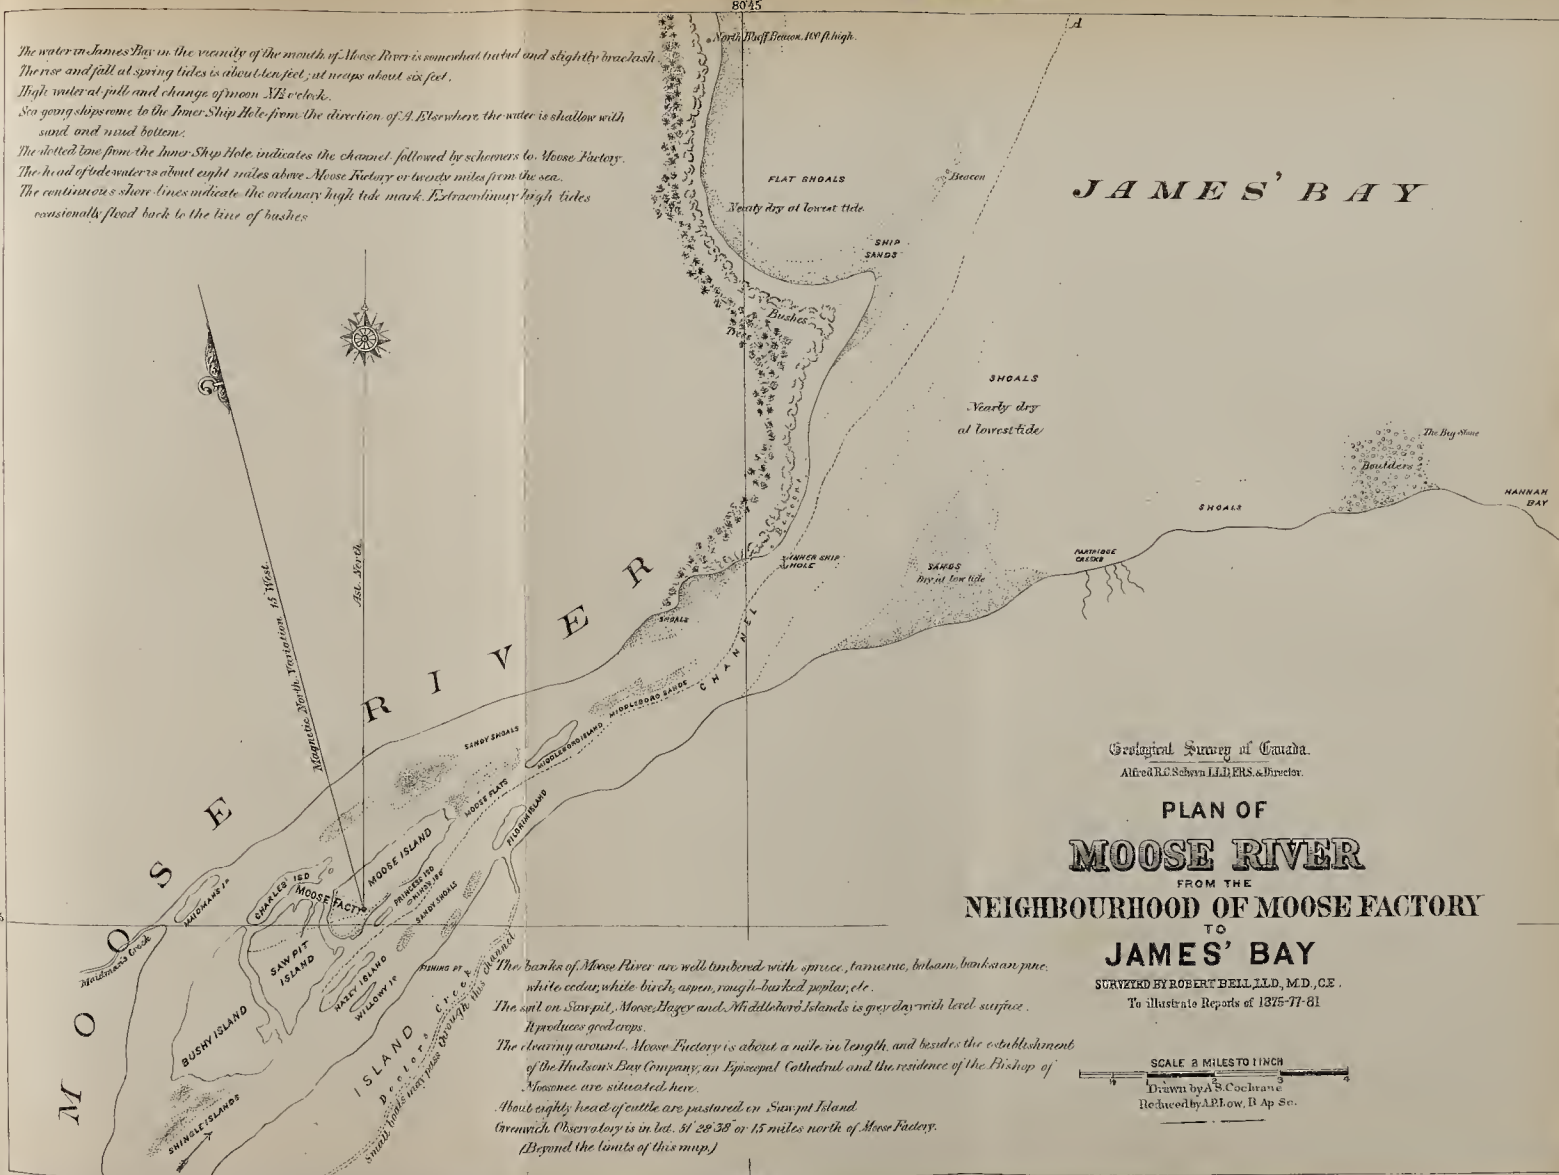 80°45
The water in James' Bay in the vicinity of the mouth of Moose River is somewhat turbid and slightly brackish
The rise and fall at spring tides is about ten feet; at neaps about six feet.
High water at full and change of moon XII o'clock.
Sea going ships come to the Inner Ship Hole from the direction of A. Elsewhere the water is shallow with
sand and mud bottom.
The dotted line from the Inner Ship Hole indicates the channel followed by schooners to Moose Factory.
The head of tide water is about eight miles above Moose Factory or twenty miles from the sea.
The continuous shore-lines indicate the ordinary high tide mark. Extraordinary high tides
occasionally flood back to the line of bushes
North Bluff Beacon, 100 ft. high.
A
FLAT SHOALS
Nearly dry at lowest tide
Beacon
JAMES' BAY
SHIP
SANDS
Bushes
Trees
SHOALS
Nearly dry
at lowest tide
The Big Stone
Boulders
HANNAH
BAY
SHOALS
PARTRIDGE
CREEKS
SANDS
Dry at low tide
INNER SHIP
HOLE
Beacons
Magnetic North Variation 15 West.
Ast. North
MOOSE RIVER
SHOALS
CHANNEL
MIDDLEBORO SANDS
MIDDLEBORO ISLAND
SANDY SHOALS
MOOSE FLATS
PILGRIM ISLAND
MOOSE ISLAND
PRINCESS ISD
KINGS ISD
SANDY SHOALS
CHARLES' ISD
MOOSE FACTY
MAIDMANS ID
Maidman's Creek
SAWPIT
ISLAND
HAZEY ISLAND
WILLOWY ID
FISHING PT.
BUSHY ISLAND
ISLAND
Doctors Creek
Small boats may pass through this channel
SHINGLE ISLANDS
Geological Survey of Canada.
Alfred R.C. Selwyn LL.D, F.R.S. & Director.
PLAN OF
MOOSE RIVER
FROM THE
NEIGHBOURHOOD OF MOOSE FACTORY
TO
JAMES' BAY
SURVEYED BY ROBERT BELL, LL.D., M.D., C.E.
To illustrate Reports of 1875-77-81
SCALE 2 MILES TO 1 INCH
1 2 3 4
Drawn by A.S. Cochrane
Reduced by A.P. Low, B Ap Sc.
The banks of Moose River are well timbered with spruce, tamarac, balsam, banksian pine,
white cedar, white birch, aspen, rough-barked poplar, etc.
The soil on Saw-pit, Moose, Hazey and Middleboro' Islands is grey clay with level surface.
It produces good crops.
The clearing around Moose Factory is about a mile in length, and besides the establishment
of the Hudson's Bay Company, an Episcopal Cathedral and the residence of the Bishop of
Moosonee are situated here.
About eighty head of cattle are pastured on Saw-pit Island
Greenwich Observatory is in lat. 51° 28' 38" or 15 miles north of Moose Factory.
(Beyond the limits of this map.)